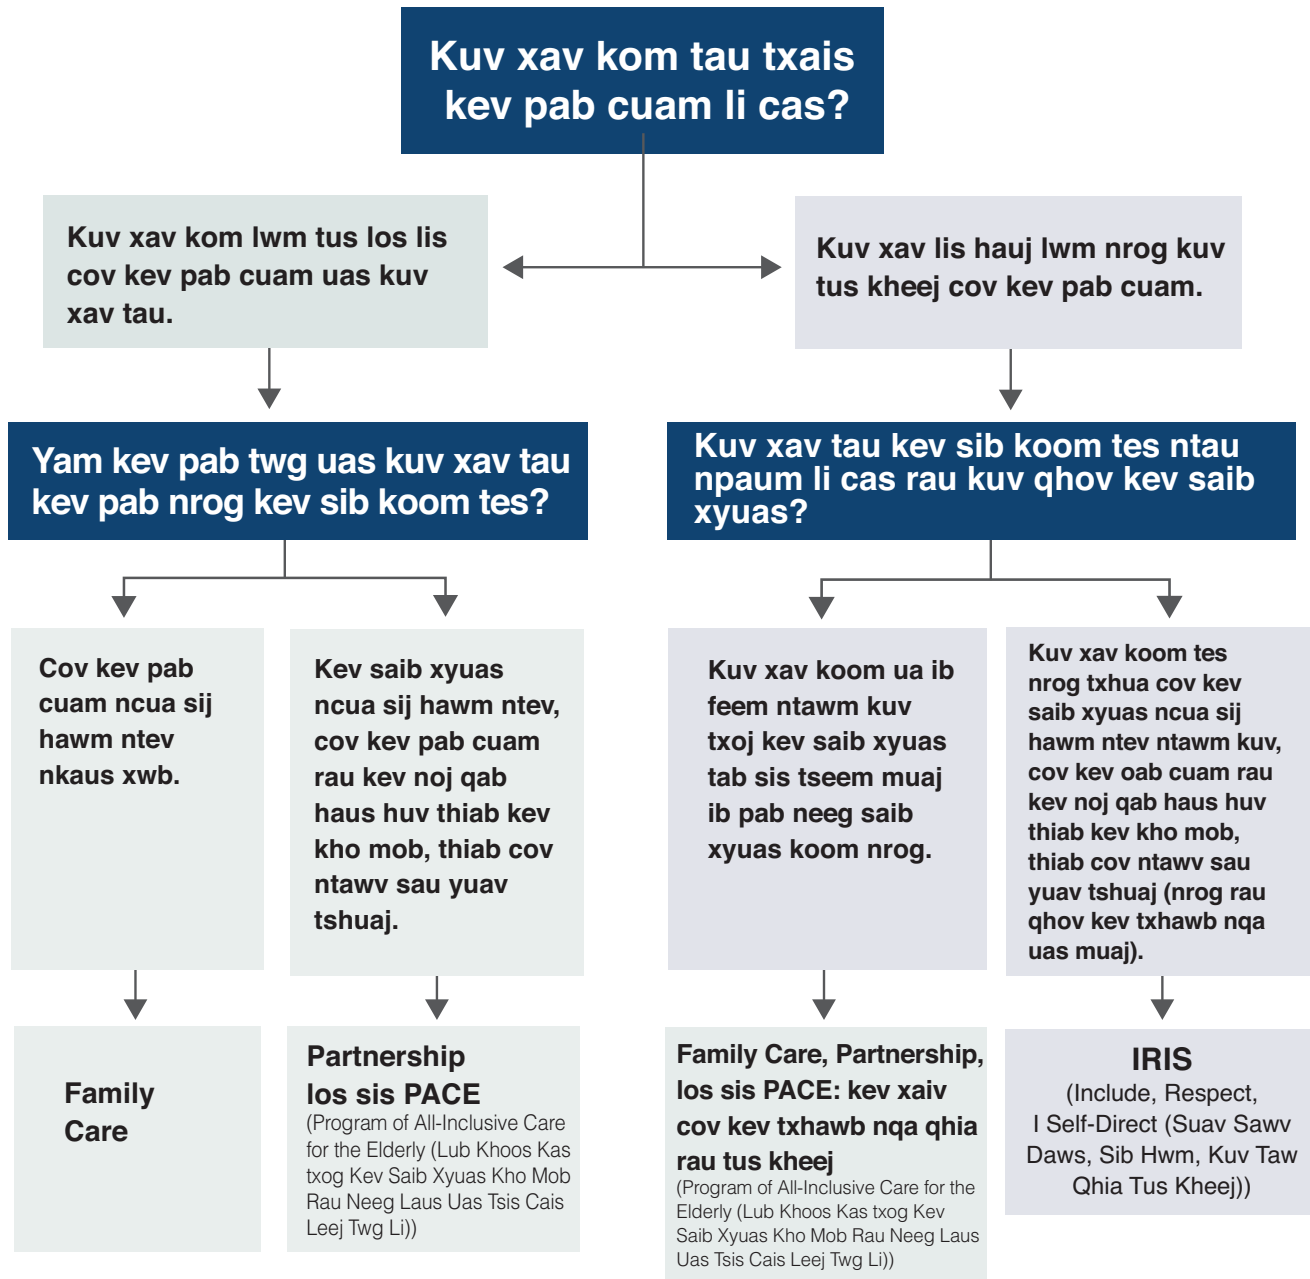 Kuv xav kom tau txais
kev pab cuam li cas?
Kuv xav kom lwm tus los lis
cov kev pab cuam uas kuv
xav tau.
Kuv xav lis hauj lwm nrog kuv
tus kheej cov kev pab cuam.
Yam kev pab twg uas kuv xav tau
kev pab nrog kev sib koom tes?
Kuv xav tau kev sib koom tes ntau
npaum li cas rau kuv qhov kev saib
xyuas?
Cov kev pab
cuam ncua sij
hawm ntev
nkaus xwb.
Kev saib xyuas
ncua sij hawm ntev,
cov kev pab cuam
rau kev noj qab
haus huv thiab kev
kho mob, thiab cov
ntawv sau yuav
tshuaj.
Kuv xav koom ua ib
feem ntawm kuv
txoj kev saib xyuas
tab sis tseem muaj
ib pab neeg saib
xyuas koom nrog.
Kuv xav koom tes
nrog txhua cov kev
saib xyuas ncua sij
hawm ntev ntawm kuv,
cov kev oab cuam rau
kev noj qab haus huv
thiab kev kho mob,
thiab cov ntawv sau
yuav tshuaj (nrog rau
qhov kev txhawb nqa
uas muaj).
Family
Care
Partnership
los sis PACE
(Program of All-Inclusive Care
for the Elderly (Lub Khoos Kas
txog Kev Saib Xyuas Kho Mob
Rau Neeg Laus Uas Tsis Cais
Leej Twg Li))
Family Care, Partnership,
los sis PACE: kev xaiv
cov kev txhawb nqa qhia
rau tus kheej
(Program of All-Inclusive Care for the
Elderly (Lub Khoos Kas txog Kev
Saib Xyuas Kho Mob Rau Neeg Laus
Uas Tsis Cais Leej Twg Li))
IRIS
(Include, Respect,
I Self-Direct (Suav Sawv
Daws, Sib Hwm, Kuv Taw
Qhia Tus Kheej))